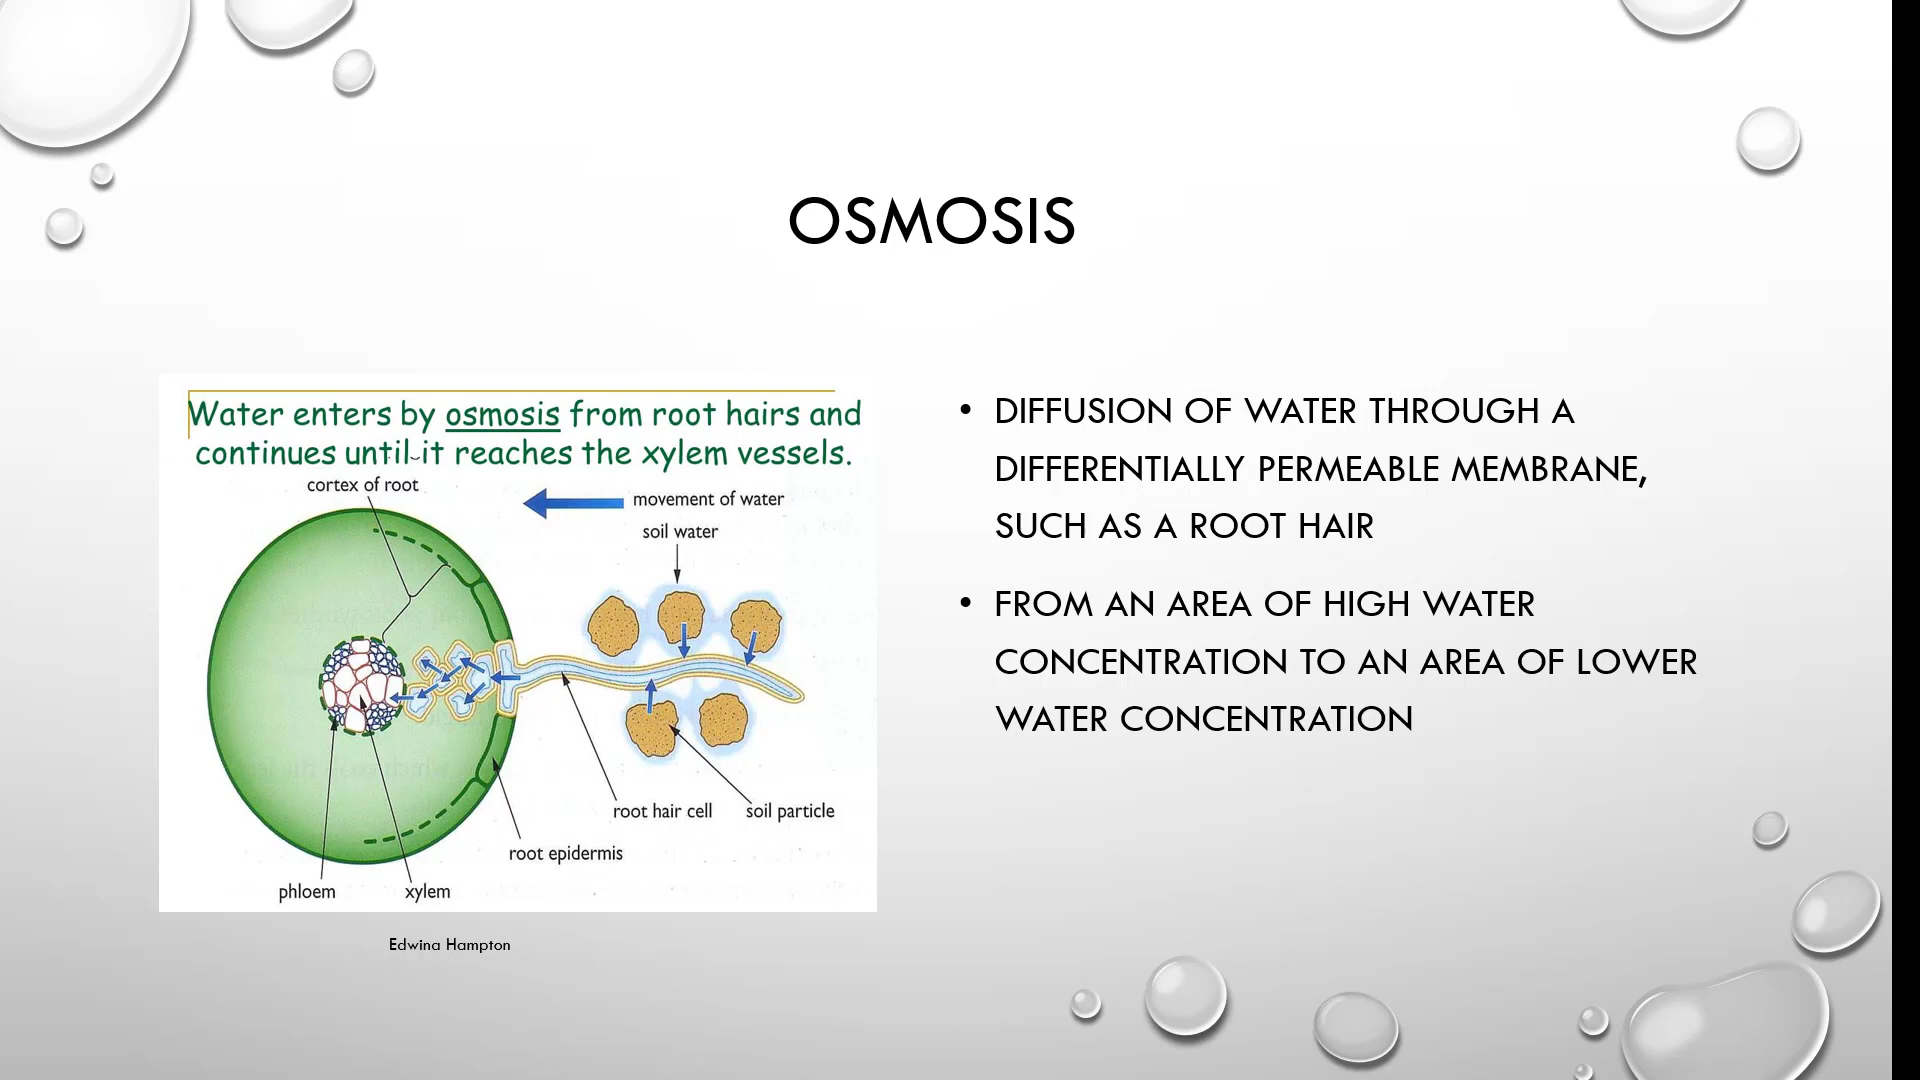 OSMOSIS
Water enters by osmosis from root hairs and
continues until it reaches the xylem vessels.
cortex of root
movement of water
soil water
root hair cell
soil particle
root epidermis
phloem
xylem
Edwina Hampton
• DIFFUSION OF WATER THROUGH A
DIFFERENTIALLY PERMEABLE MEMBRANE,
SUCH AS A ROOT HAIR
• FROM AN AREA OF HIGH WATER
CONCENTRATION TO AN AREA OF LOWER
WATER CONCENTRATION